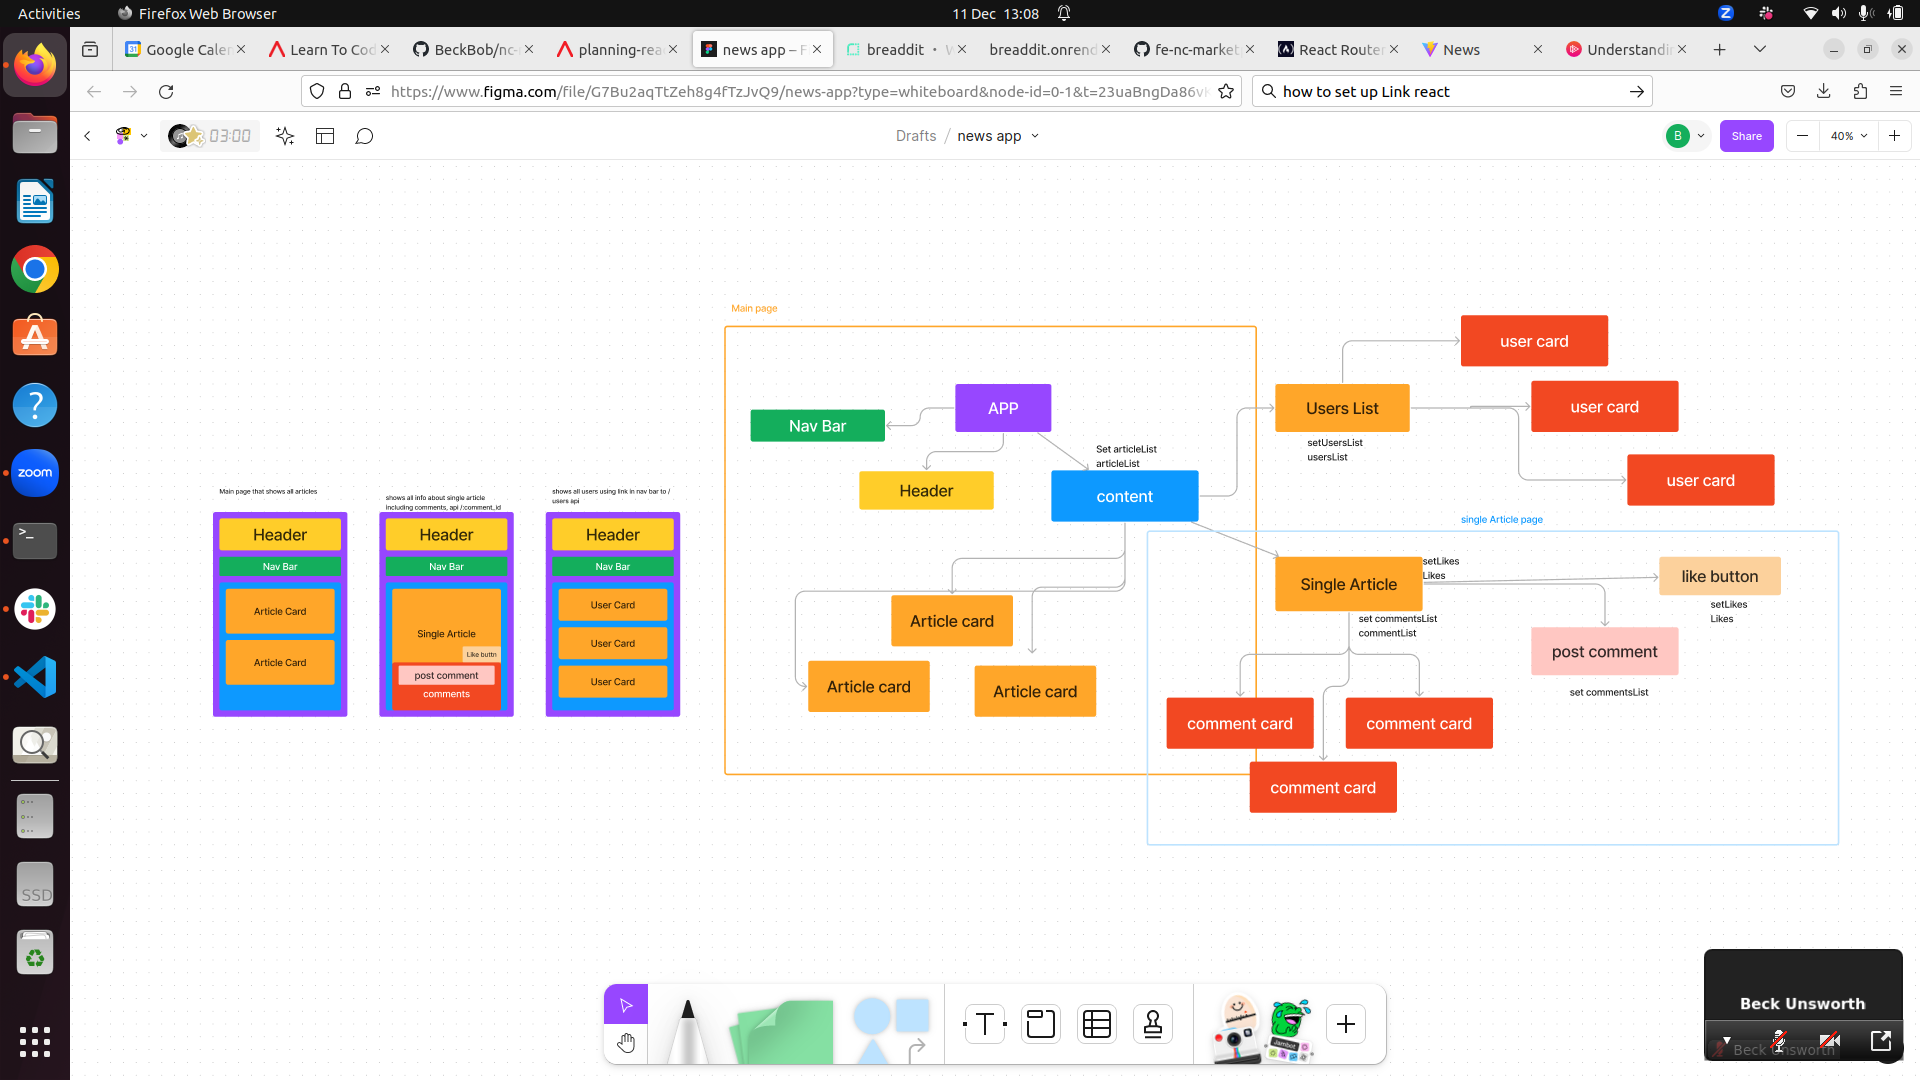 Activities
Firefox Web Browser
11 Dec 13:08
Google Calen
Learn To Cod
BeckBob/nc-
planning-rea
news app – F
breaddit
breaddit.onrend
fe-nc-market
React Router
News
Understandin
https://www.figma.com/file/G7Bu2aqTtZeh8g4fTzJvQ9/news-app?type=whiteboard&node-id=0-1&t=23uaBngDa86v
how to set up Link react
03:00
Drafts / news app
B
Share
40%
Main page
user card
APP
Users List
user card
Nav Bar
Set articleList
articleList
setUsersList
usersList
Header
content
user card
Main page that shows all articles
shows all info about single article
including comments, api /:comment_id
shows all users using link in nav bar to /
users api
single Article page
Header
Header
Header
Nav Bar
Nav Bar
Nav Bar
Article Card
Article Card
Single Article
Like buttn
post comment
comments
User Card
User Card
User Card
Single Article
setLikes
Likes
like button
setLikes
Likes
Article card
Article card
Article card
set commentsList
commentList
post comment
set commentsList
comment card
comment card
comment card
zoom
SSD
T
Jambot
Beck Unsworth
Beck Unsworth